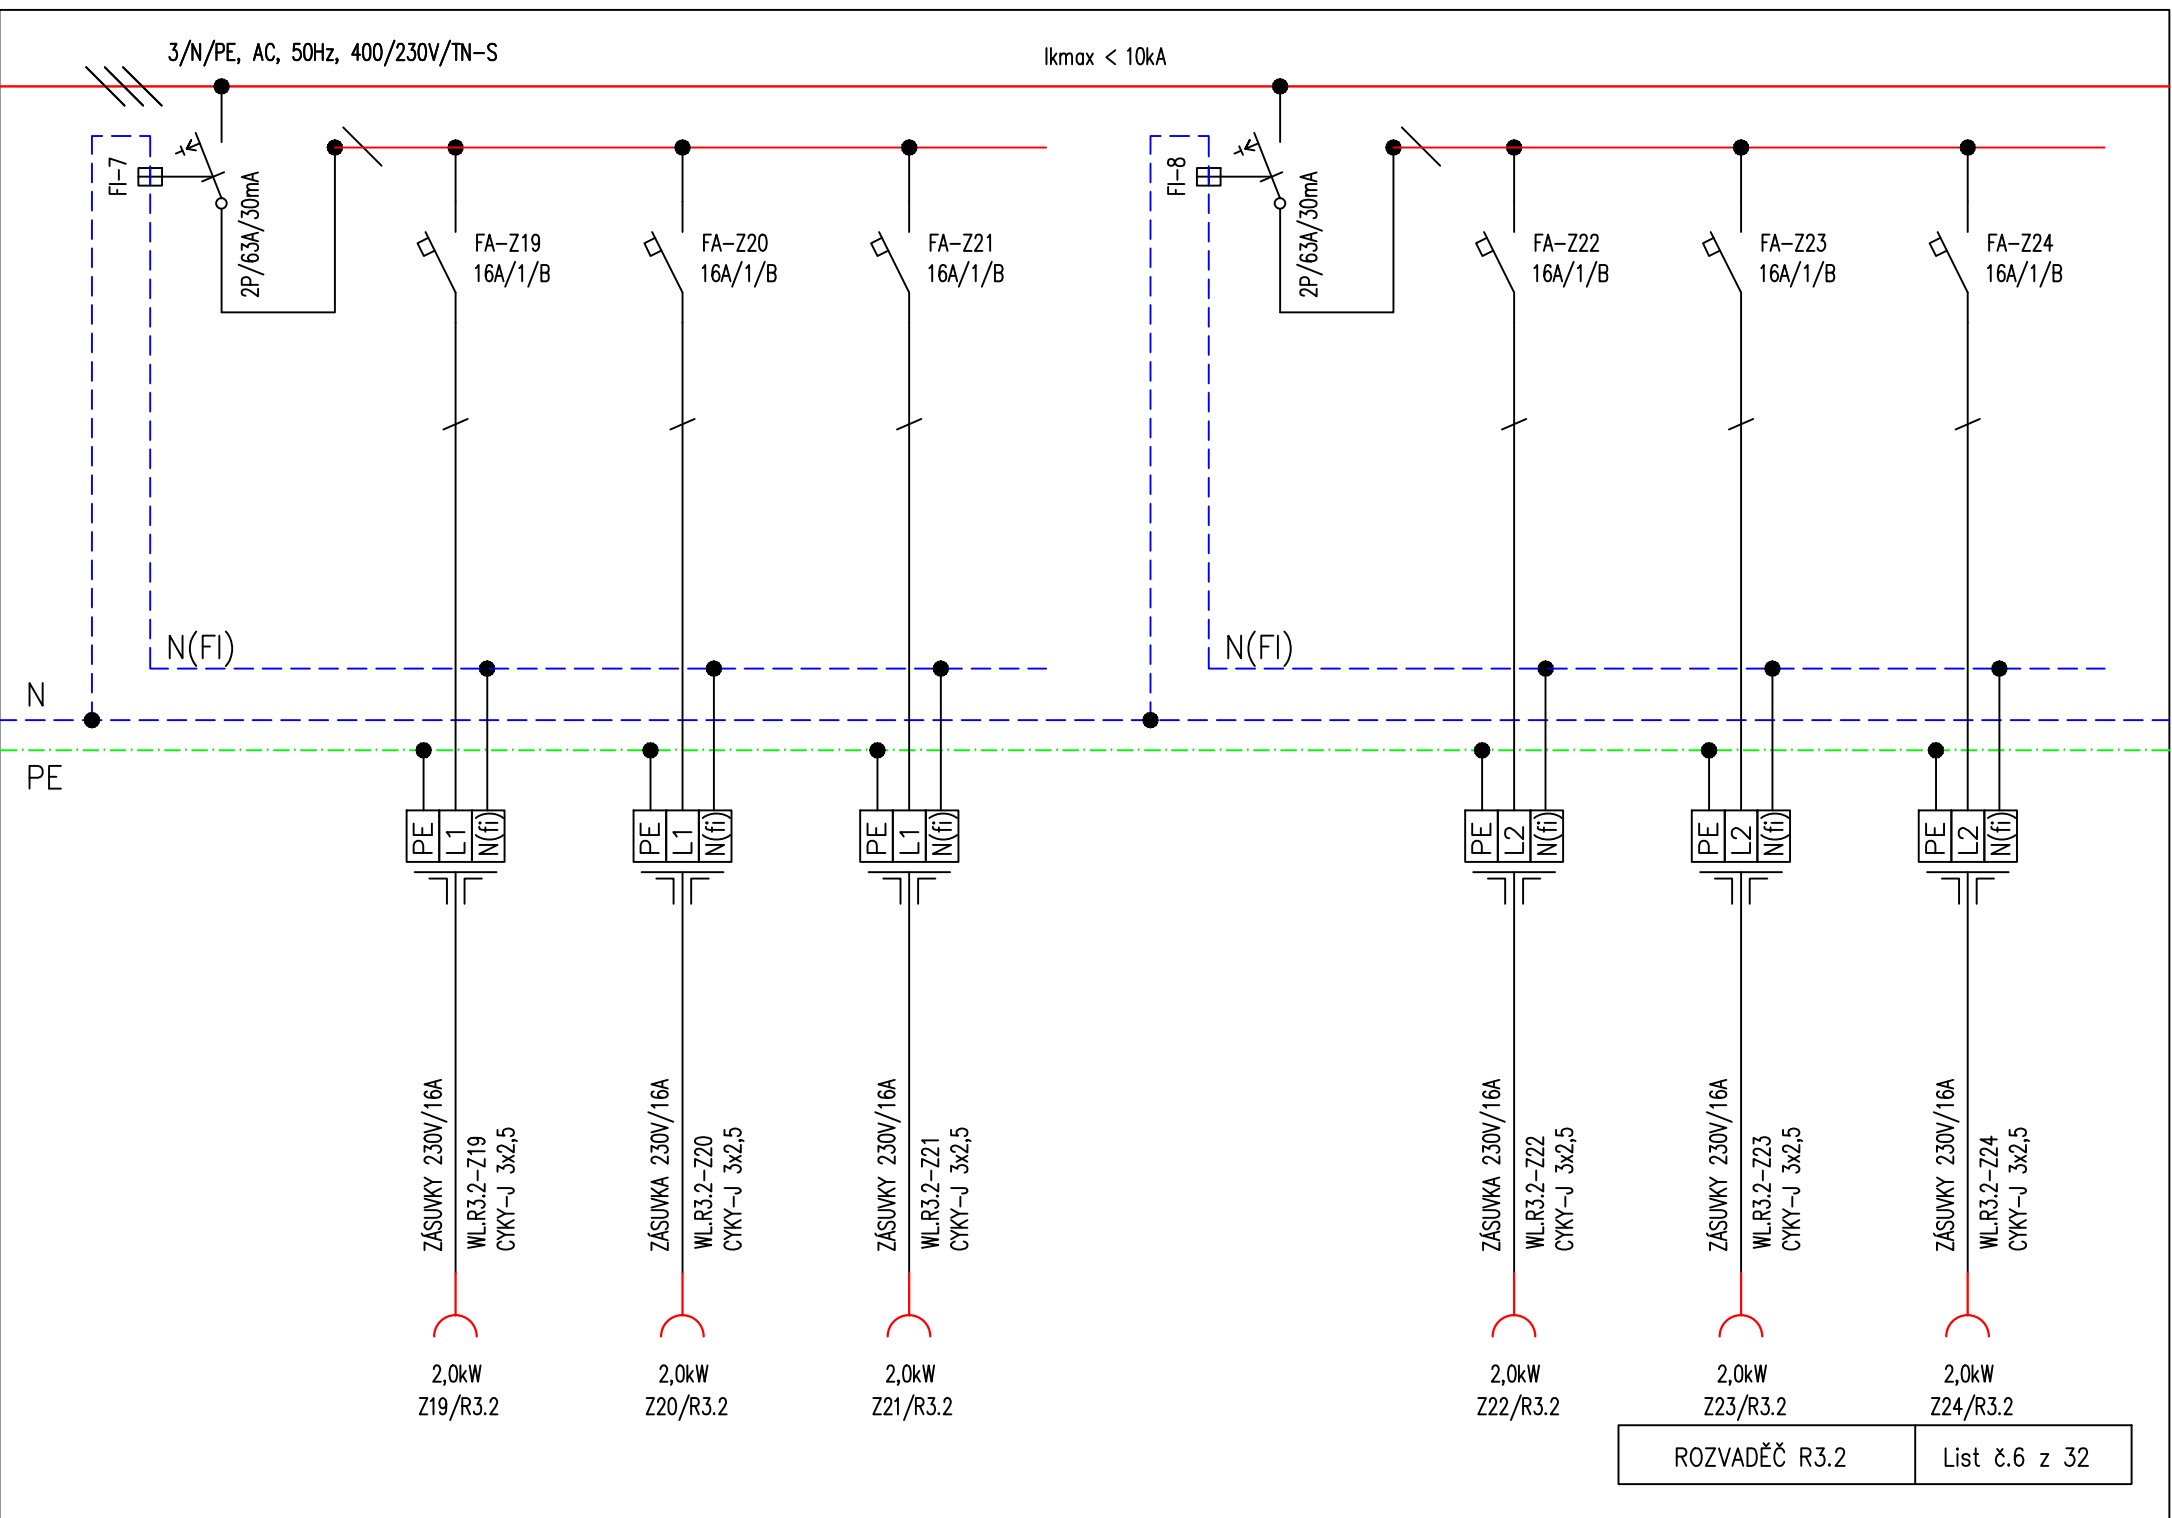 3/N/PE, AC, 50Hz, 400/230V/TN-S
Ikmax < 10kA
FI-7
2P/63A/30mA
FA-Z19
16A/1/B
FA-Z20
16A/1/B
FA-Z21
16A/1/B
FI-8
2P/63A/30mA
FA-Z22
16A/1/B
FA-Z23
16A/1/B
FA-Z24
16A/1/B
N(FI)
N(FI)
N
PE
PE L1 N(fi)
PE L1 N(fi)
PE L1 N(fi)
PE L2 N(fi)
PE L2 N(fi)
PE L2 N(fi)
ZÁSUVKY 230V/16A
WL.R3.2-Z19
CYKY-J 3x2,5
ZÁSUVKA 230V/16A
WL.R3.2-Z20
CYKY-J 3x2,5
ZÁSUVKY 230V/16A
WL.R3.2-Z21
CYKY-J 3x2,5
ZÁSUVKA 230V/16A
WL.R3.2-Z22
CYKY-J 3x2,5
ZÁSUVKY 230V/16A
WL.R3.2-Z23
CYKY-J 3x2,5
ZÁSUVKY 230V/16A
WL.R3.2-Z24
CYKY-J 3x2,5
2,0kW
Z19/R3.2
2,0kW
Z20/R3.2
2,0kW
Z21/R3.2
2,0kW
Z22/R3.2
2,0kW
Z23/R3.2
2,0kW
Z24/R3.2
ROZVADĚČ R3.2
List č.6 z 32